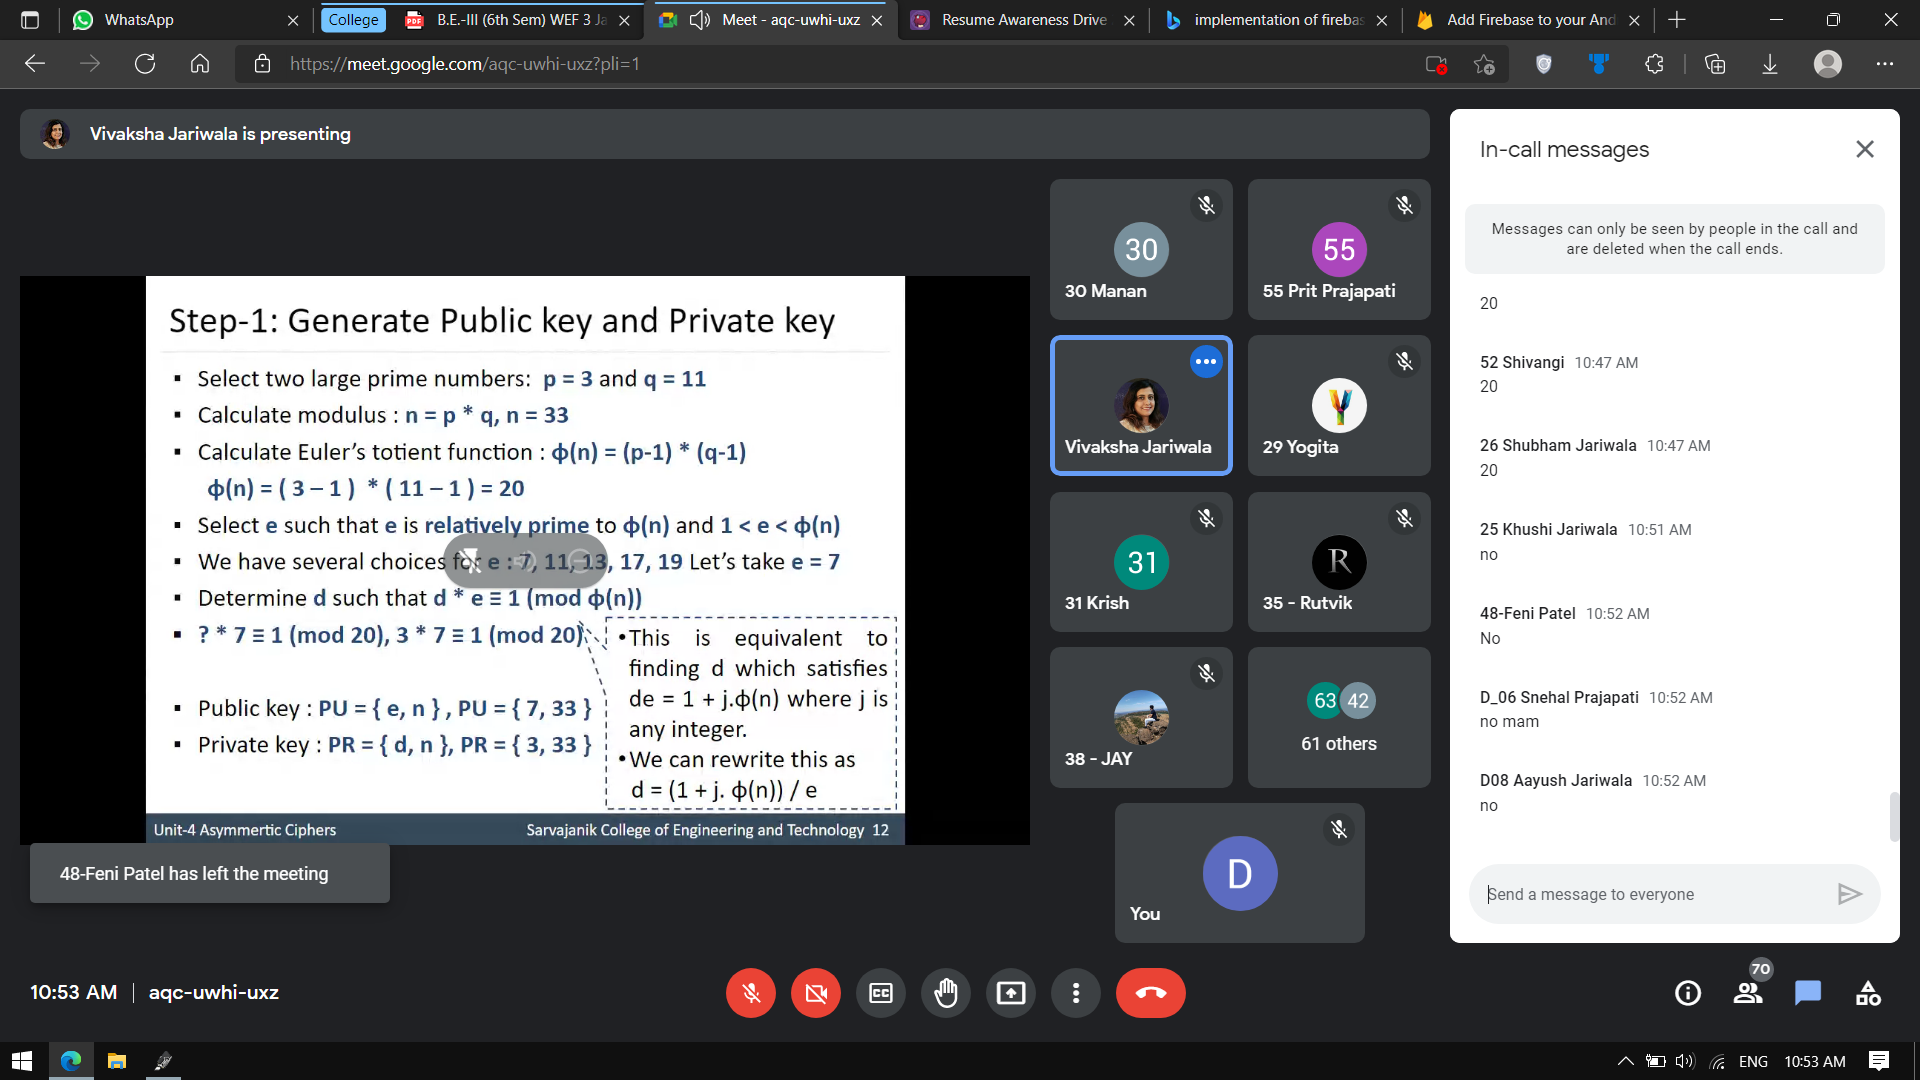 WhatsApp
College
B.E.-III (6th Sem) WEF 3 Ja
Meet - aqc-uwhi-uxz
Resume Awareness Drive
implementation of firebas
Add Firebase to your And
https://meet.google.com/aqc-uwhi-uxz?pli=1
Vivaksha Jariwala is presenting
Step-1: Generate Public key and Private key
▪ Select two large prime numbers: p = 3 and q = 11
▪ Calculate modulus : n = p * q, n = 33
▪ Calculate Euler's totient function : ϕ(n) = (p-1) * (q-1)
ϕ(n) = ( 3 – 1 ) * ( 11 – 1 ) = 20
▪ Select e such that e is relatively prime to ϕ(n) and 1 < e < ϕ(n)
▪ We have several choices for e : 7, 11, 13, 17, 19 Let's take e = 7
▪ Determine d such that d * e ≡ 1 (mod ϕ(n))
▪ ? * 7 ≡ 1 (mod 20), 3 * 7 ≡ 1 (mod 20)
▪ Public key : PU = { e, n } , PU = { 7, 33 }
▪ Private key : PR = { d, n }, PR = { 3, 33 }
•This is equivalent to
finding d which satisfies
de = 1 + j.ϕ(n) where j is
any integer.
•We can rewrite this as
d = (1 + j. ϕ(n)) / e
Unit-4 Asymmertic Ciphers
Sarvajanik College of Engineering and Technology 12
48-Feni Patel has left the meeting
30
30 Manan
55
55 Prit Prajapati
Vivaksha Jariwala
Y
29 Yogita
31
31 Krish
R
35 - Rutvik
38 - JAY
63 42
61 others
D
You
In-call messages
Messages can only be seen by people in the call and
are deleted when the call ends.
20
52 Shivangi 10:47 AM
20
26 Shubham Jariwala 10:47 AM
20
25 Khushi Jariwala 10:51 AM
no
48-Feni Patel 10:52 AM
No
D_06 Snehal Prajapati 10:52 AM
no mam
D08 Aayush Jariwala 10:52 AM
no
Send a message to everyone
10:53 AM | aqc-uwhi-uxz
CC
70
ENG 10:53 AM